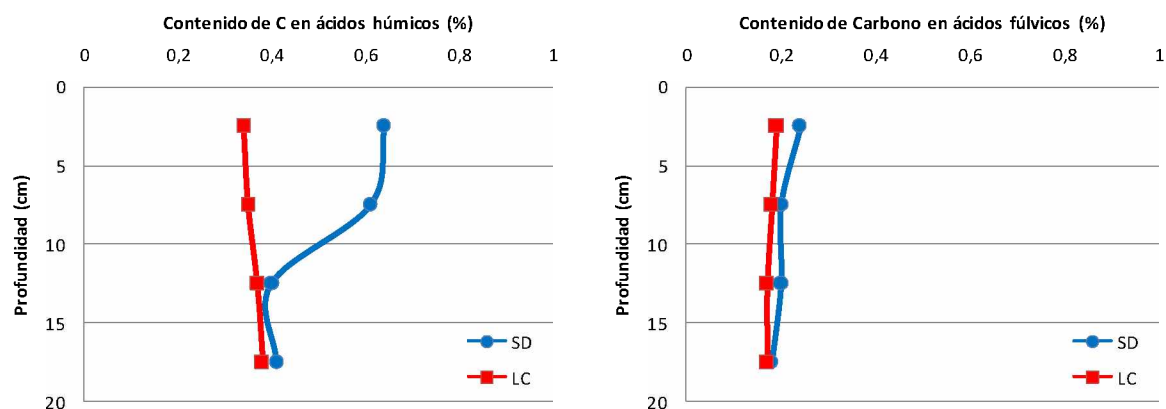 Contenido de C en ácidos húmicos (%)
0 0,2 0,4 0,6 0,8 1
0
5
10
15
20
Profundidad (cm)
SD
LC
Contenido de Carbono en ácidos fúlvicos (%)
0 0.2 0,4 0,6 0,8 1
0
5
10
15
20
Profundidad (cm)
SD
LC